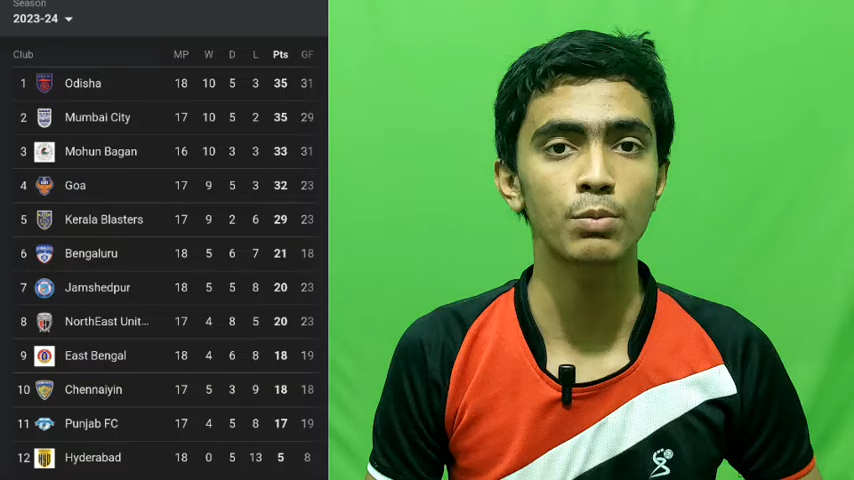 Season
2023-24
Club MP W D L Pts GF
1 Odisha 18 10 5 3 35 31
2 Mumbai City 17 10 5 2 35 29
3 Mohun Bagan 16 10 3 3 33 31
4 Goa 17 9 5 3 32 23
5 Kerala Blasters 17 9 2 6 29 23
6 Bengaluru 18 5 6 7 21 18
7 Jamshedpur 18 5 5 8 20 23
8 NorthEast Unit... 17 4 8 5 20 23
9 East Bengal 18 4 6 8 18 19
10 Chennaiyin 17 5 3 9 18 18
11 Punjab FC 17 4 5 8 17 19
12 Hyderabad 18 0 5 13 5 8